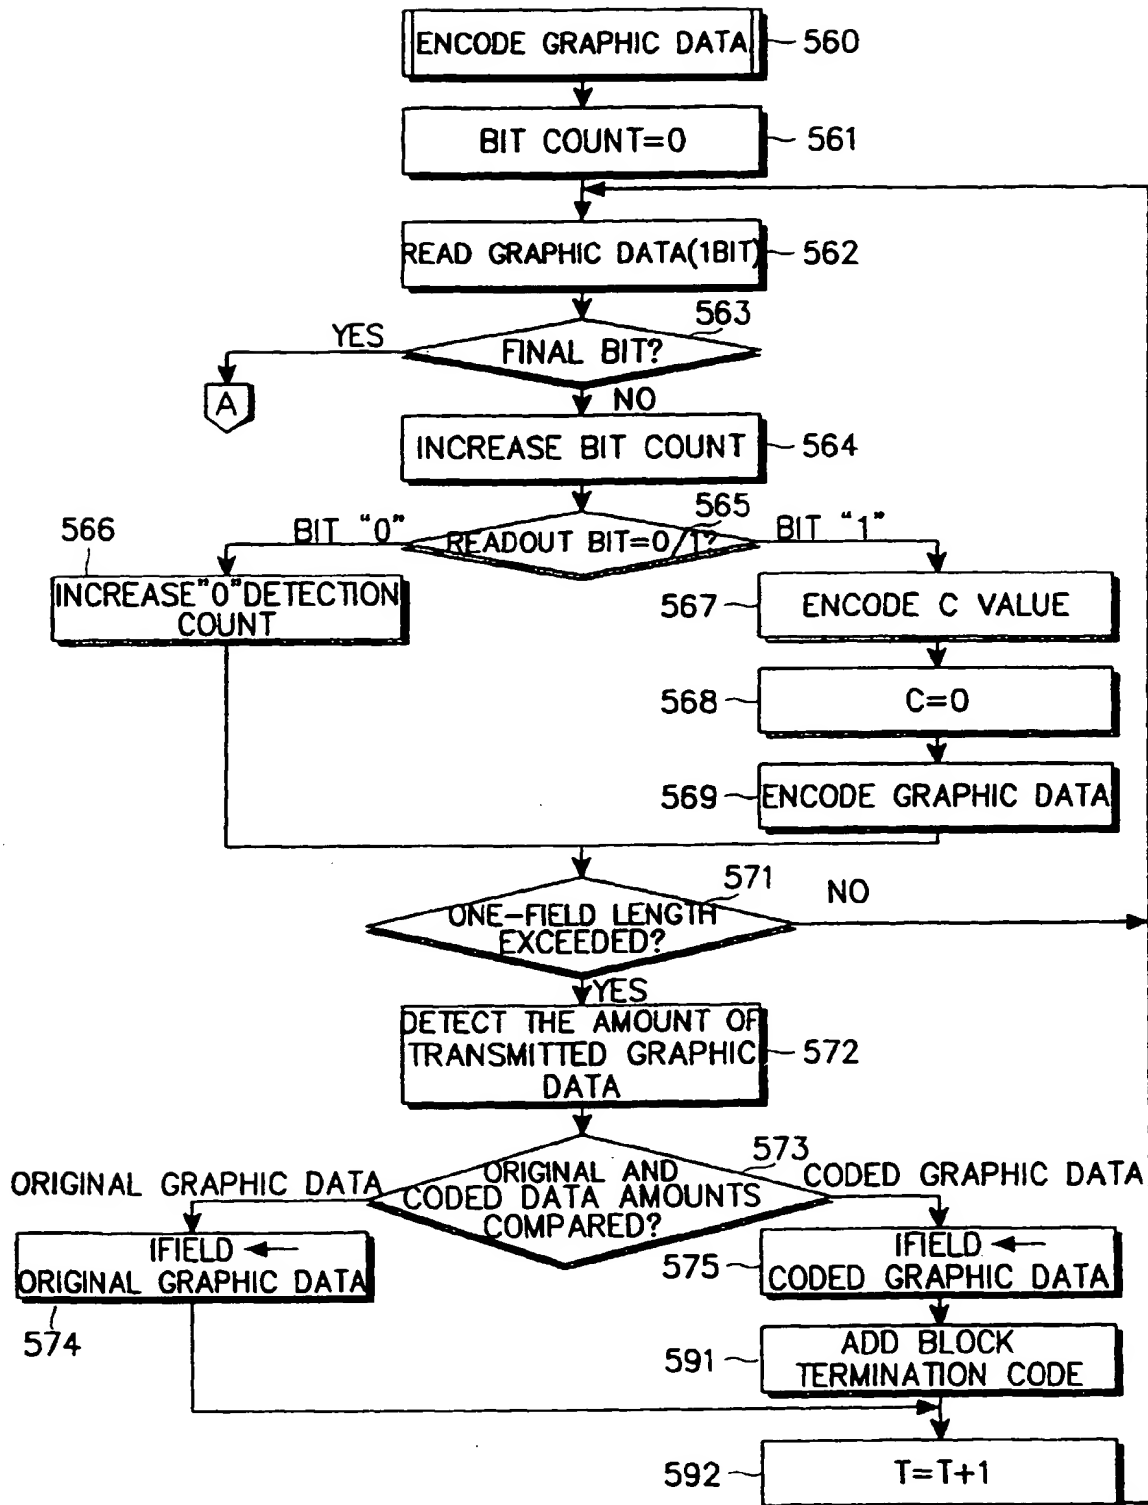 ENCODE GRAPHIC DATA 560
BIT COUNT=0 561
READ GRAPHIC DATA(1BIT) 562
563
YES
FINAL BIT?
A
NO
INCREASE BIT COUNT 564
565
566
BIT "0"
READOUT BIT=0/1?
BIT "1"
INCREASE"0"DETECTION
COUNT
567 ENCODE C VALUE
568 C=0
569 ENCODE GRAPHIC DATA
571
NO
ONE-FIELD LENGTH
EXCEEDED?
YES
DETECT THE AMOUNT OF
TRANSMITTED GRAPHIC 572
DATA
573
ORIGINAL GRAPHIC DATA
ORIGINAL AND
CODED DATA AMOUNTS
COMPARED?
CODED GRAPHIC DATA
IFIELD ←
ORIGINAL GRAPHIC DATA
574
IFIELD ←
575 CODED GRAPHIC DATA
591 ADD BLOCK
TERMINATION CODE
592 T=T+1